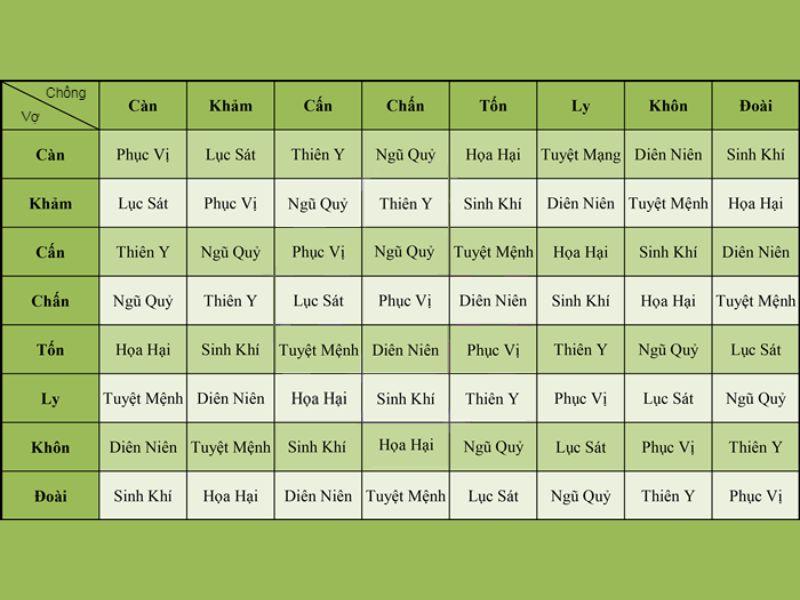 Chồng
Vợ
Càn Khảm Cấn Chấn Tốn Ly Khôn Đoài
Càn Phục Vị Lục Sát Thiên Y Ngũ Quỷ Họa Hại Tuyệt Mạng Diên Niên Sinh Khí
Khảm Lục Sát Phục Vị Ngũ Quỷ Thiên Y Sinh Khí Diên Niên Tuyệt Mệnh Họa Hại
Cấn Thiên Y Ngũ Quỷ Phục Vị Ngũ Quỷ Tuyệt Mệnh Họa Hại Sinh Khí Diên Niên
Chấn Ngũ Quỷ Thiên Y Lục Sát Phục Vị Diên Niên Sinh Khí Họa Hại Tuyệt Mệnh
Tốn Họa Hại Sinh Khí Tuyệt Mệnh Diên Niên Phục Vị Thiên Y Ngũ Quỷ Lục Sát
Ly Tuyệt Mệnh Diên Niên Họa Hại Sinh Khí Thiên Y Phục Vị Lục Sát Ngũ Quỷ
Khôn Diên Niên Tuyệt Mệnh Sinh Khí Họa Hại Ngũ Quỷ Lục Sát Phục Vị Thiên Y
Đoài Sinh Khí Họa Hại Diên Niên Tuyệt Mệnh Lục Sát Ngũ Quỷ Thiên Y Phục Vị